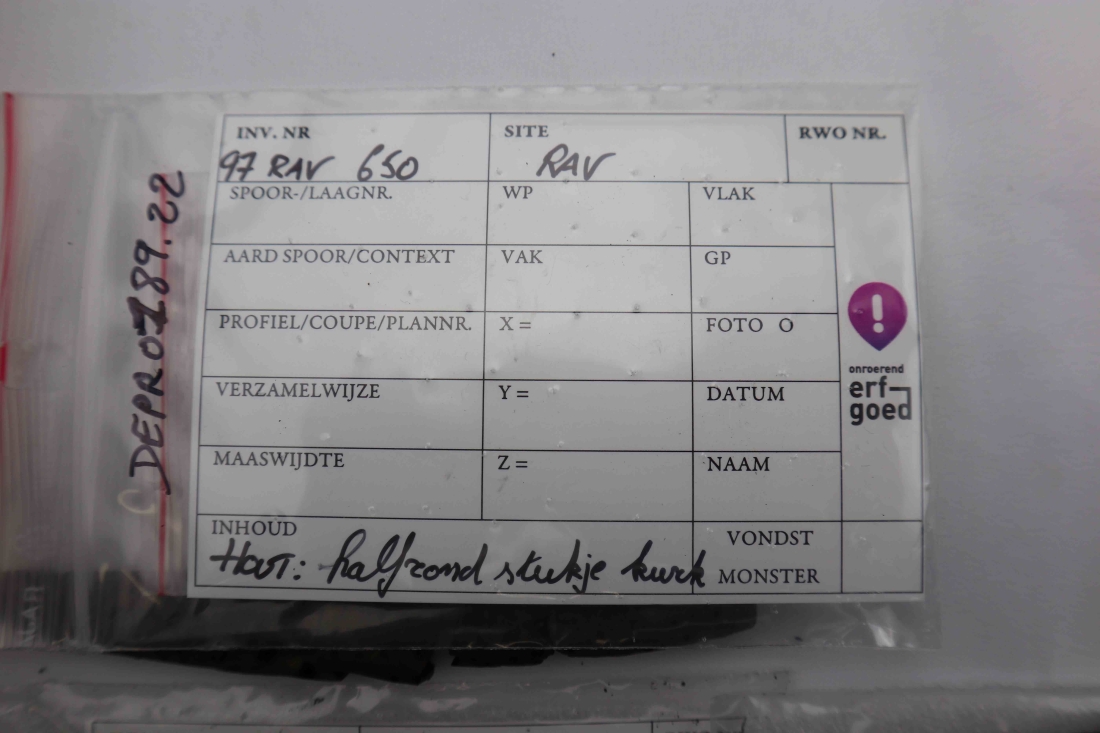 INV. NR SITE RWO NR.
97 RAV 650 RAV
SPOOR-/LAAGNR. WP VLAK
AARD SPOOR/CONTEXT VAK GP
PROFIEL/COUPE/PLANNR. X = FOTO O
VERZAMELWIJZE Y = DATUM
MAASWIJDTE Z = NAAM
INHOUD VONDST
HOUT: halfrond stukje kurk MONSTER
onroerend
erf-
goed